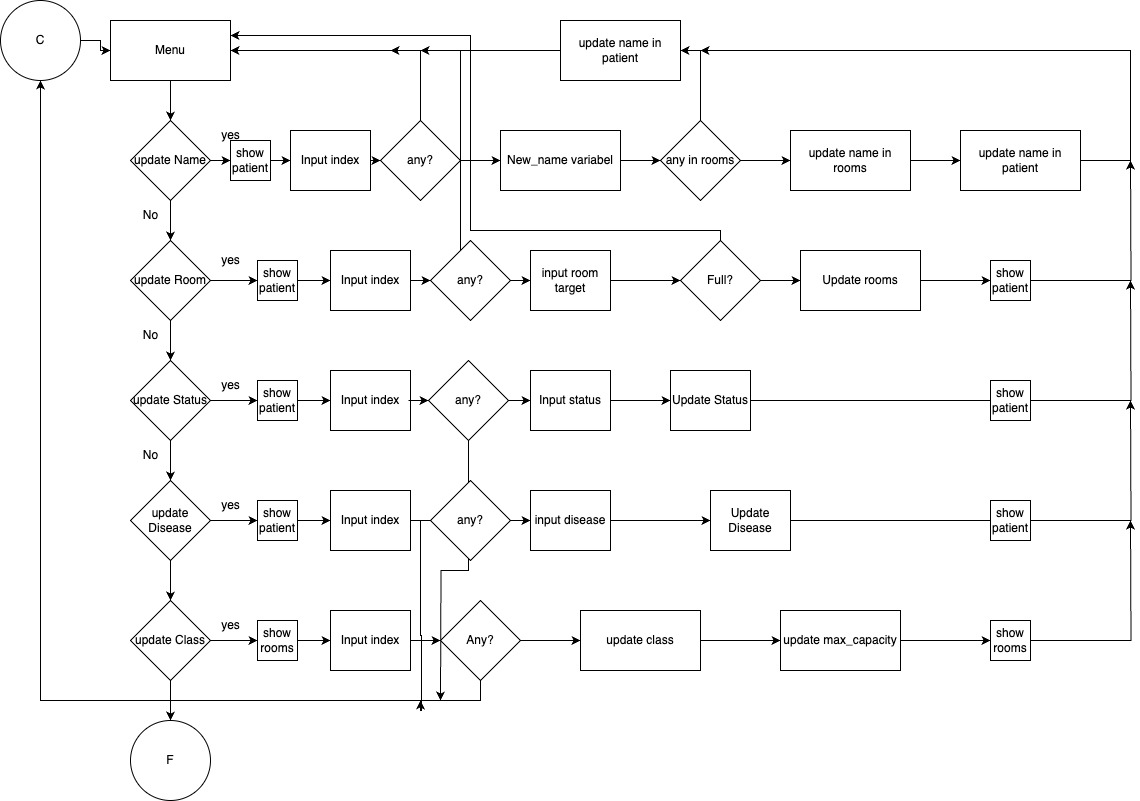 C
Menu
update name in
patient
update Name
yes
show
patient
Input index
any?
New_name variabel
any in rooms
update name in
rooms
update name in
patient
No
update Room
yes
show
patient
Input index
any?
input room
target
Full?
Update rooms
show
patient
No
update Status
yes
show
patient
Input index
any?
Input status
Update Status
show
patient
No
update
Disease
yes
show
patient
Input index
any?
input disease
Update
Disease
show
patient
update Class
yes
show
rooms
Input index
Any?
update class
update max_capacity
show
rooms
F